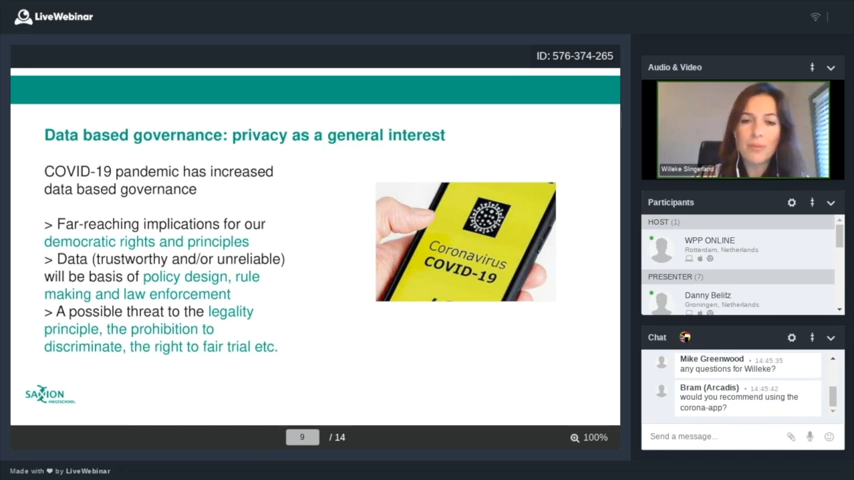 LiveWebinar
ID: 576-374-265
Data based governance: privacy as a general interest
COVID-19 pandemic has increased
data based governance
> Far-reaching implications for our
democratic rights and principles
> Data (trustworthy and/or unreliable)
will be basis of policy design, rule
making and law enforcement
> A possible threat to the legality
principle, the prohibition to
discriminate, the right to fair trial etc.
Coronavirus
COVID-19
SAXION
HOGESCHOOL
9 / 14
100%
Made with ❤ by LiveWebinar
Audio & Video
Willeke Slingerland
Participants
HOST (1)
WPP ONLINE
Rotterdam, Netherlands
PRESENTER (7)
Danny Belitz
Groningen, Netherlands
Chat
Mike Greenwood • 14:45:35
any questions for Willeke?
Bram (Arcadis) • 14:45:42
would you recommend using the
corona-app?
Send a message...